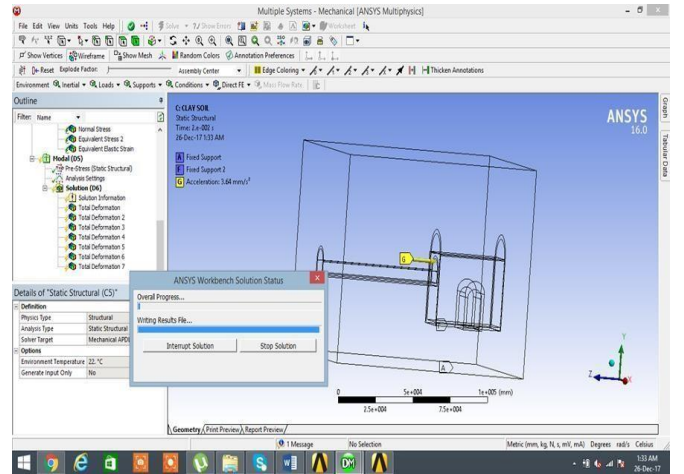 Multiple Systems - Mechanical [ANSYS Multiphysics]
File Edit View Units Tools Help
Solve ?/ Show Errors Worksheet
Show Vertices Wireframe Show Mesh Random Colors Annotation Preferences
Reset Explode Factor: Assembly Center Edge Coloring Thicken Annotations
Environment Inertial Loads Supports Conditions Direct FE Mass Flow Rate
Outline
Filter: Name
Normal Stress
Equivalent Stress 2
Equivalent Elastic Strain
Modal (D5)
Pre-Stress (Static Structural)
Analysis Settings
Solution (D6)
Solution Information
Total Deformation
Total Deformation 2
Total Deformation 3
Total Deformation 4
Total Deformation 5
Total Deformation 6
Total Deformation 7
C: CLAY SOIL
Static Structural
Time: 2.e-002 s
26-Dec-17 1:33 AM
A Fixed Support
F Fixed Support 2
G Acceleration: 3.64 mm/s²
ANSYS
16.0
Graph
Tabular Data
G
A
ANSYS Workbench Solution Status
Overall Progress...
Writing Results File...
Interrupt Solution Stop Solution
Details of "Static Structural (C5)"
Definition
Physics Type Structural
Analysis Type Static Structural
Solver Target Mechanical APDL
Options
Environment Temperature 22. °C
Generate Input Only No
0 5e+004 1e+005 (mm)
2.5e+004 7.5e+004
Y
Z X
Geometry Print Preview Report Preview
1 Message No Selection Metric (mm, kg, N, s, mV, mA) Degrees rad/s Celsius
DM
1:33 AM
26-Dec-17